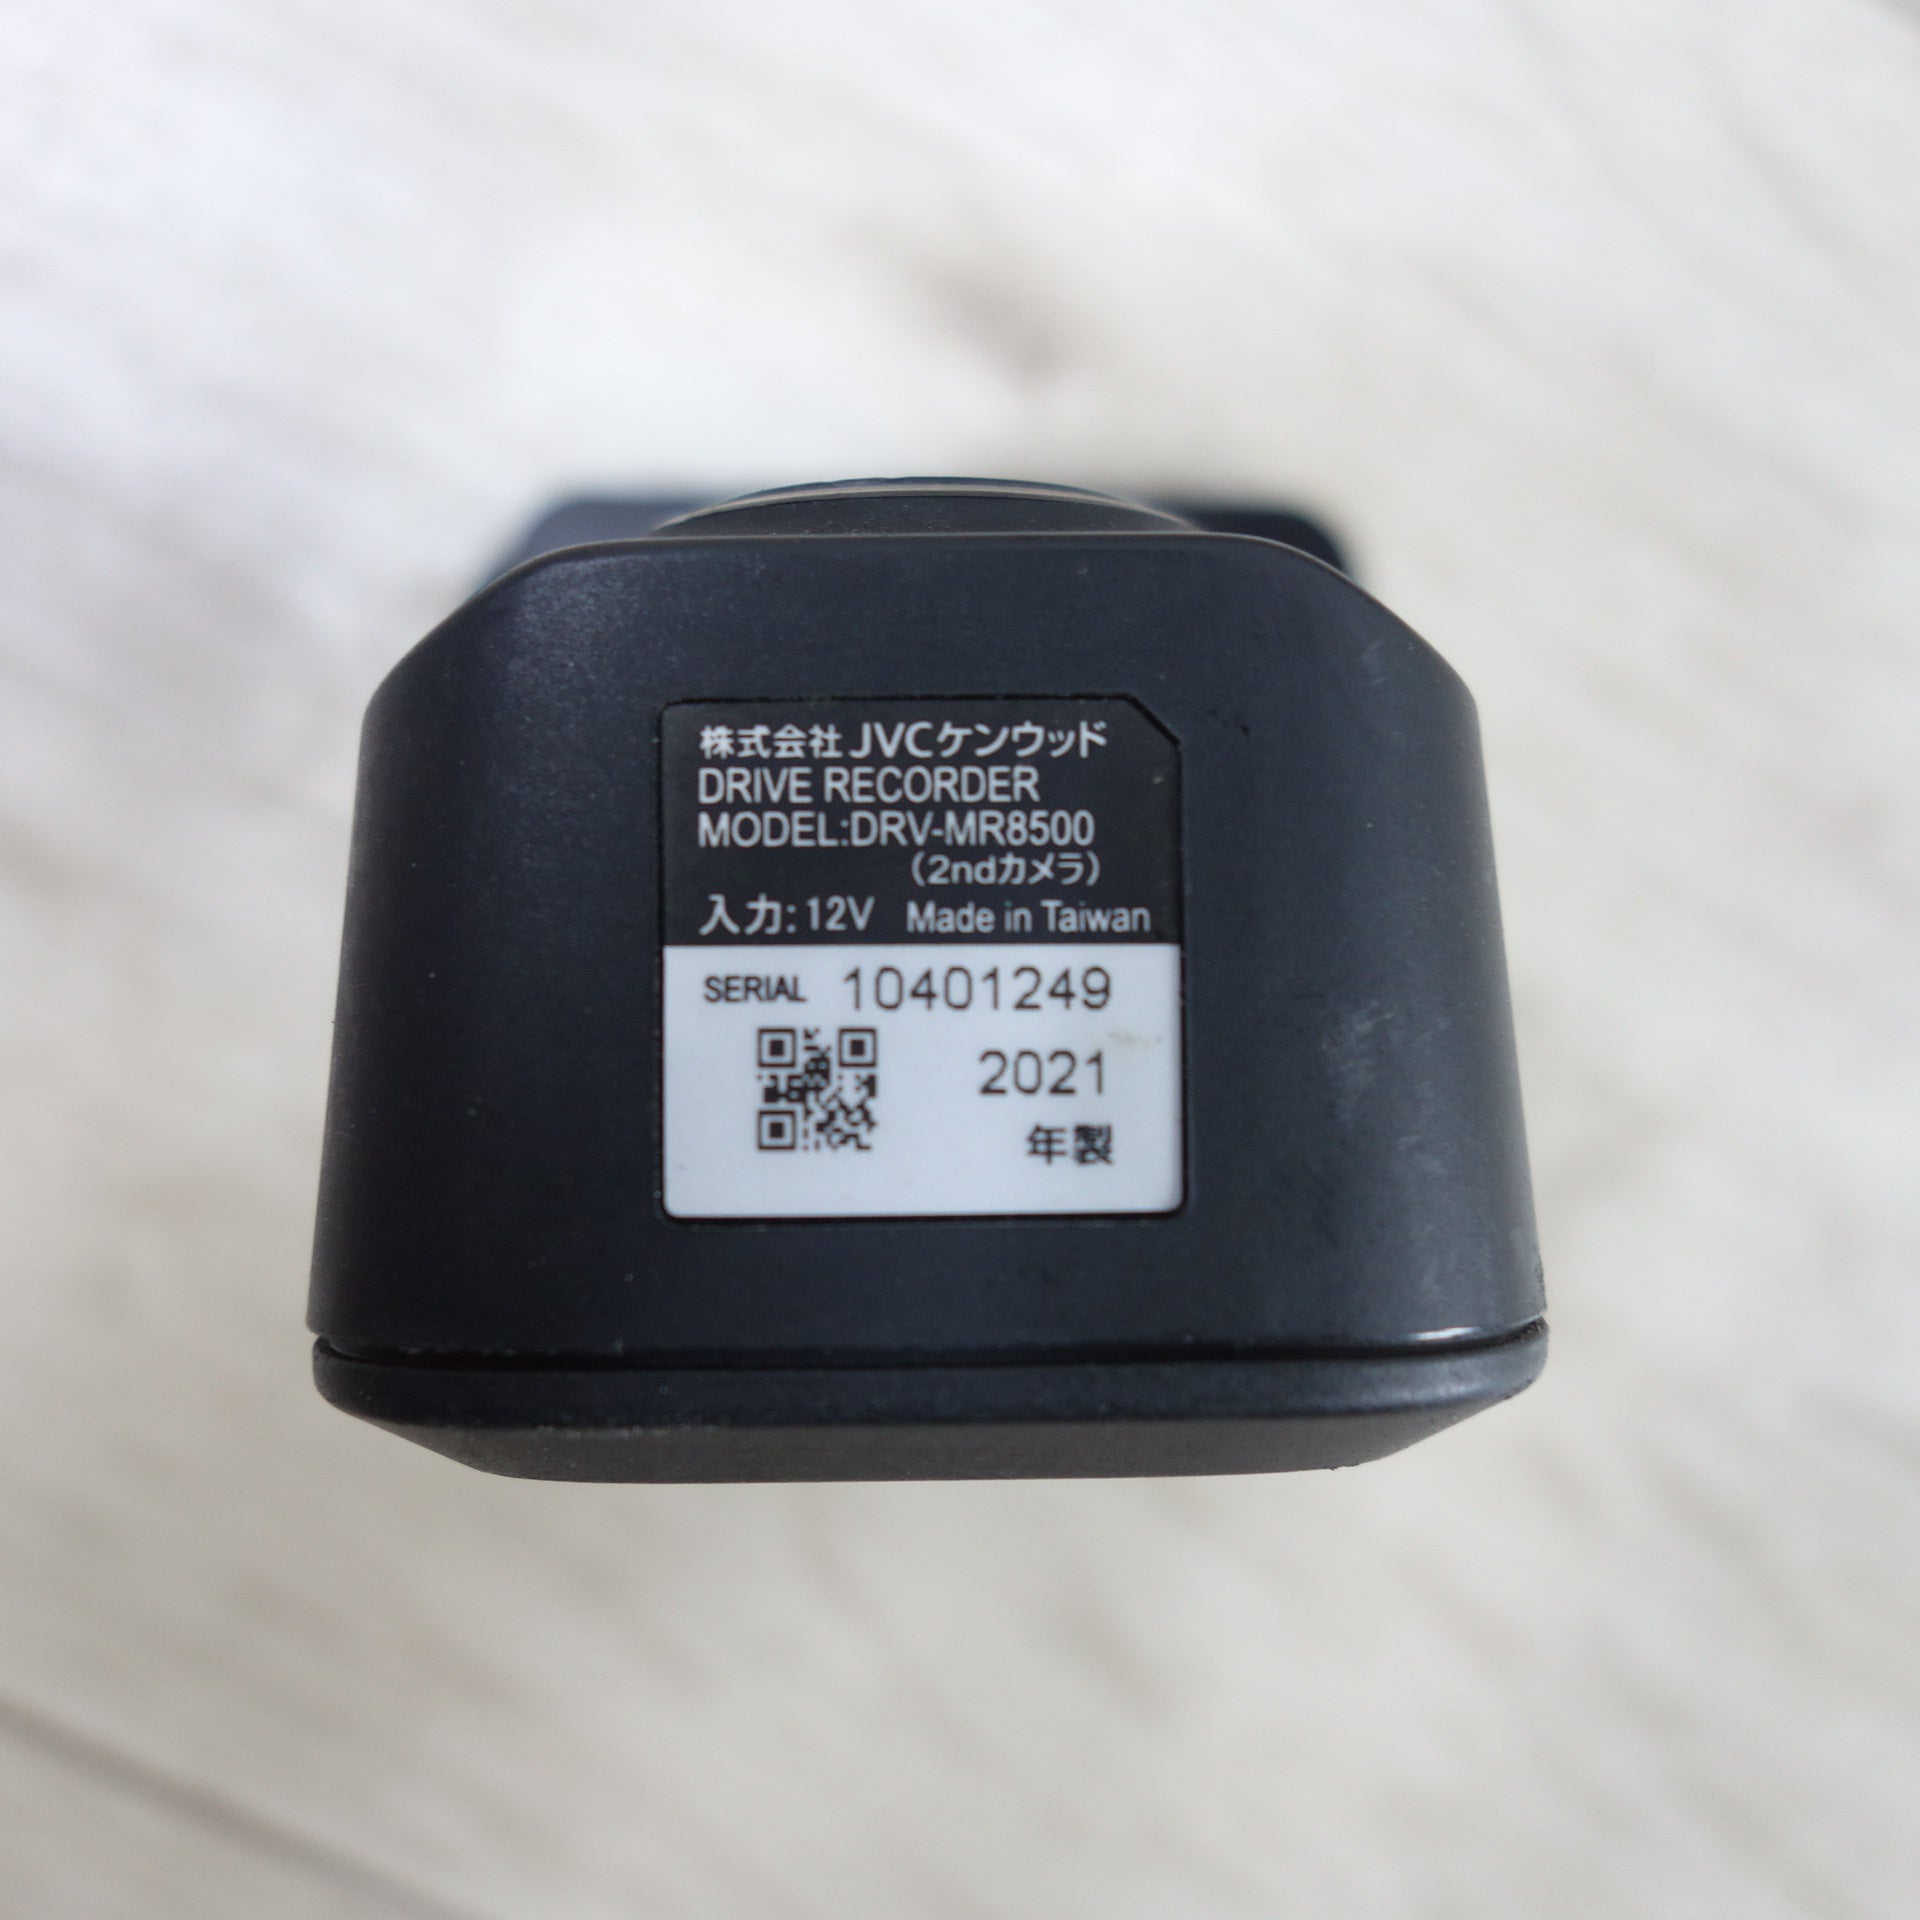 株式会社JVCケンウッド
DRIVE RECORDER
MODEL:DRV-MR8500
(2ndカメラ)
入力:12V Made in Taiwan
SERIAL 10401249
2021
年製